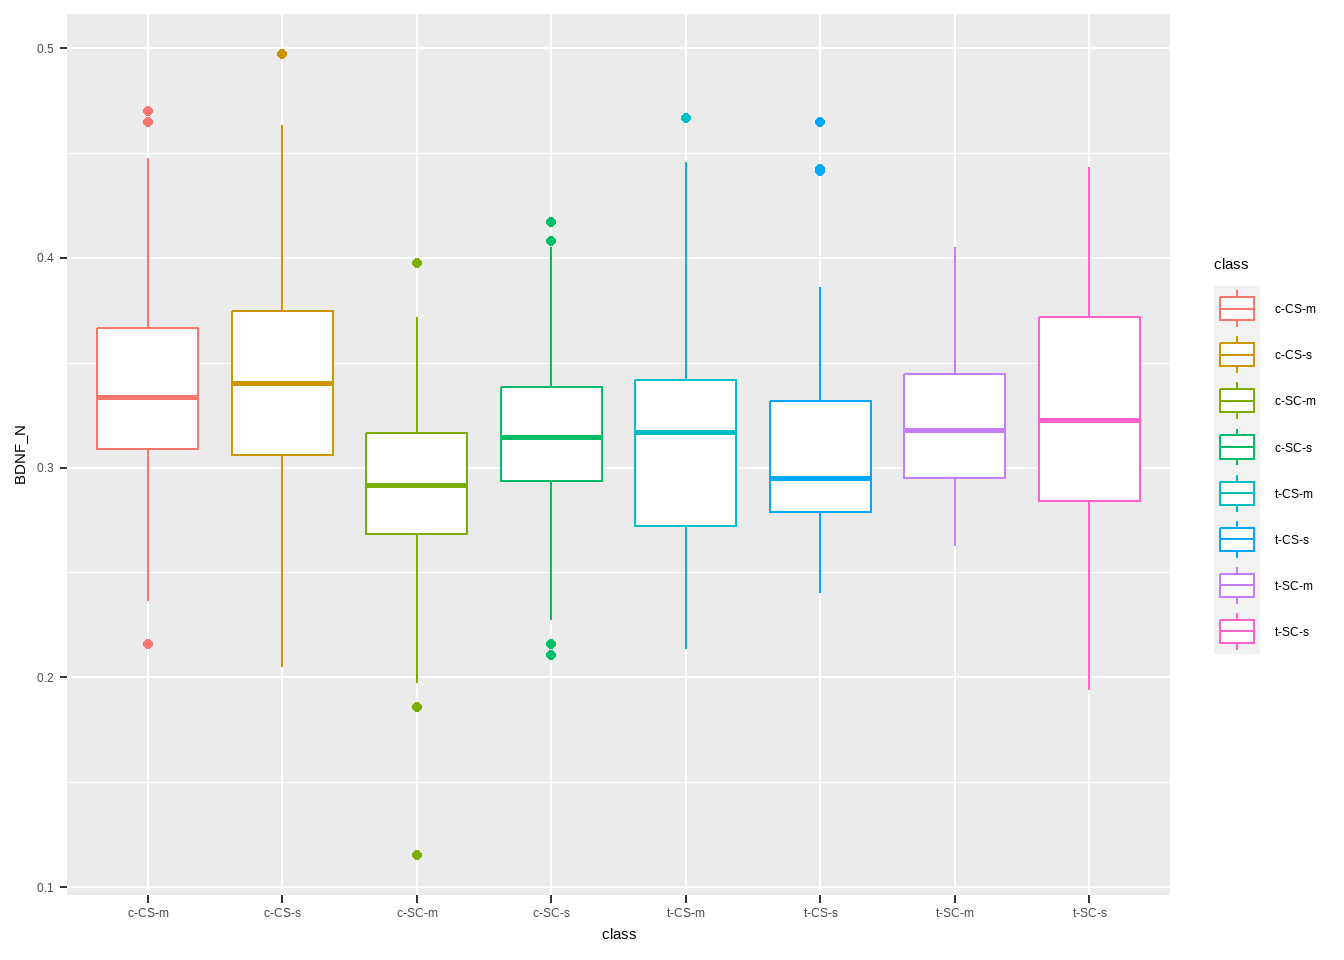 0.5
0.4
0.3
0.2
0.1
BDNF_N
c-CS-m c-CS-s c-SC-m c-SC-s t-CS-m t-CS-s t-SC-m t-SC-s
class
class
c-CS-m
c-CS-s
c-SC-m
c-SC-s
t-CS-m
t-CS-s
t-SC-m
t-SC-s